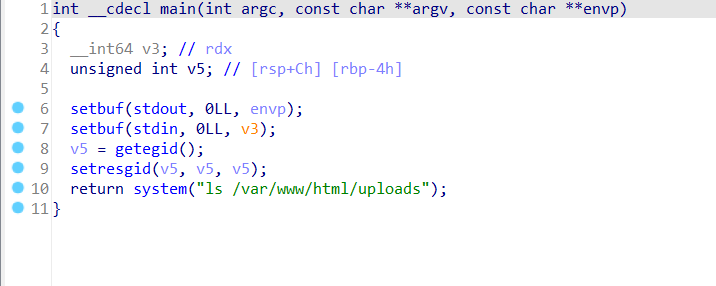 1 int __cdecl main(int argc, const char **argv, const char **envp)
2 {
3 __int64 v3; // rdx
4 unsigned int v5; // [rsp+Ch] [rbp-4h]
5
6 setbuf(stdout, 0LL, envp);
7 setbuf(stdin, 0LL, v3);
8 v5 = getegid();
9 setresgid(v5, v5, v5);
10 return system("ls /var/www/html/uploads");
11 }